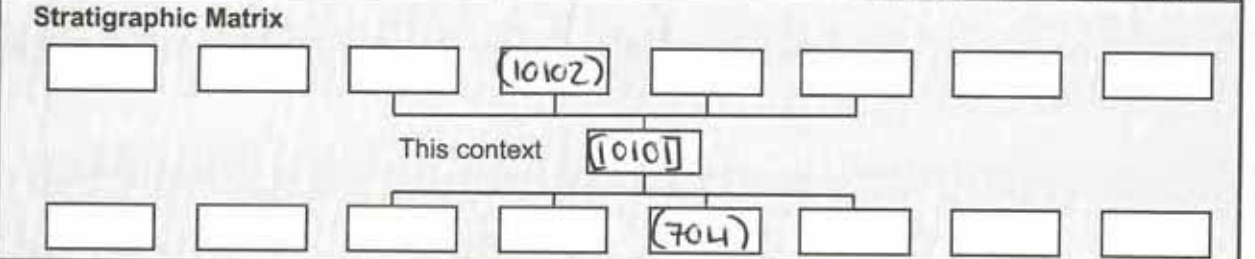 Stratigraphic Matrix
(10102)
This context [10101]
(704)